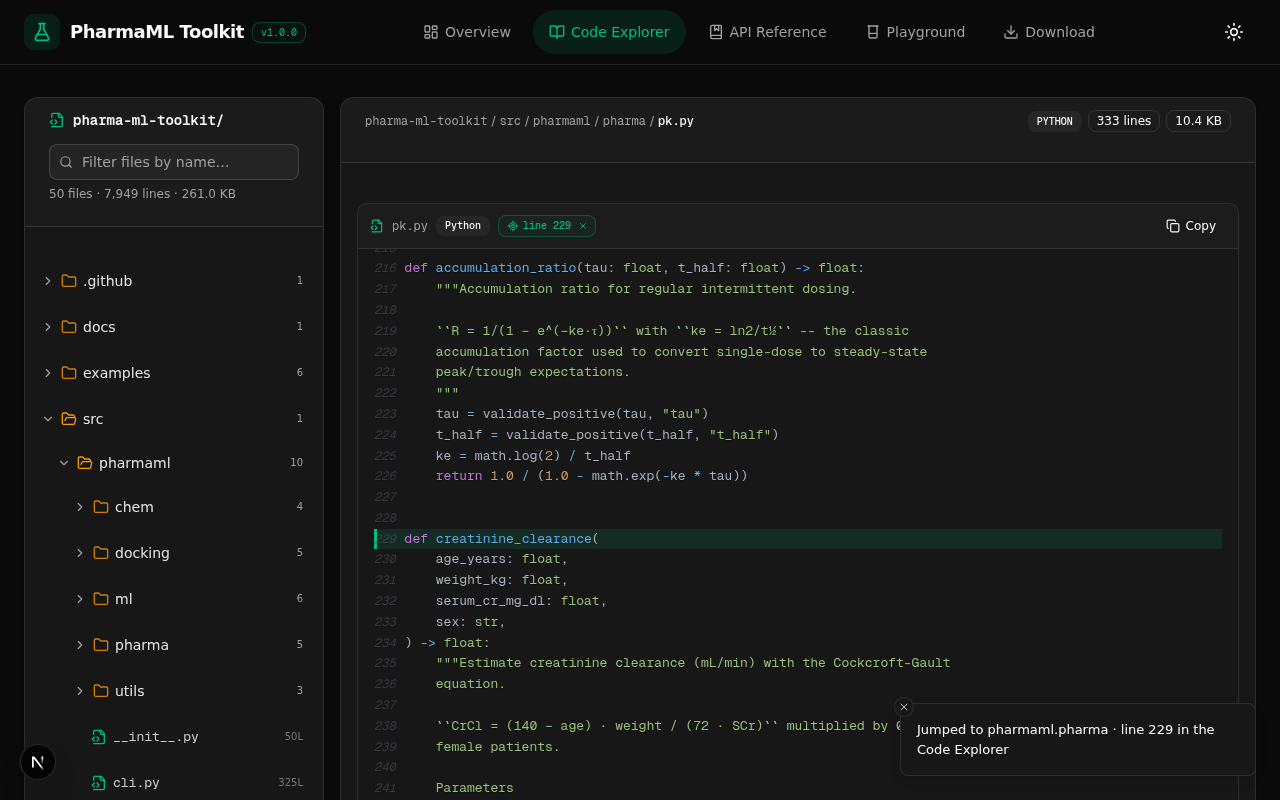 PharmaML Toolkit v1.0.0
Overview
Code Explorer
API Reference
Playground
Download
pharma-ml-toolkit/
Filter files by name...
50 files · 7,949 lines · 261.0 KB
.github 1
docs 1
examples 6
src 1
pharmaml 10
chem 4
docking 5
ml 6
pharma 5
utils 3
__init__.py 50L
cli.py 325L
N
pharma-ml-toolkit / src / pharmaml / pharma / pk.py
PYTHON 333 lines 10.4 KB
pk.py Python line 229 Copy
216 def accumulation_ratio(tau: float, t_half: float) -> float:
217     """Accumulation ratio for regular intermittent dosing.
218
219     ``R = 1/(1 − e^(−ke·τ))`` with ``ke = ln2/t½`` -- the classic
220     accumulation factor used to convert single-dose to steady-state
221     peak/trough expectations.
222     """
223     tau = validate_positive(tau, "tau")
224     t_half = validate_positive(t_half, "t_half")
225     ke = math.log(2) / t_half
226     return 1.0 / (1.0 - math.exp(-ke * tau))
227
228
229 def creatinine_clearance(
230     age_years: float,
231     weight_kg: float,
232     serum_cr_mg_dl: float,
233     sex: str,
234 ) -> float:
235     """Estimate creatinine clearance (mL/min) with the Cockcroft-Gault
236     equation.
237
238     ``CrCl = (140 − age) · weight / (72 · SCr)`` multiplied by
239     female patients.
240
241     Parameters
Jumped to pharmaml.pharma · line 229 in the
Code Explorer